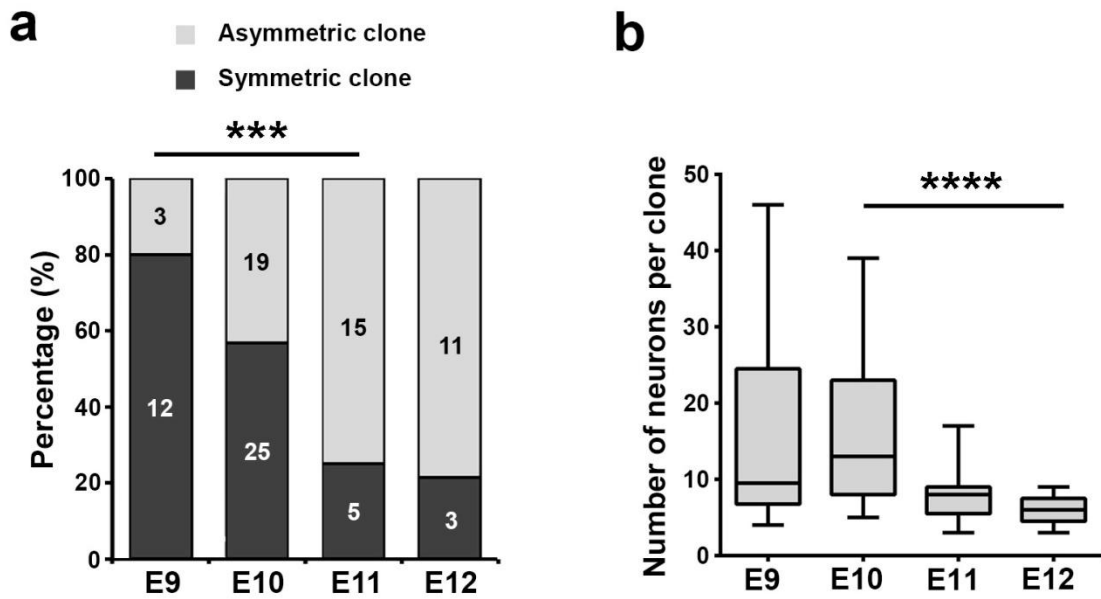 a
Asymmetric clone
Symmetric clone
***
Percentage (%)
100
80
60
40
20
0
3
19
15
11
12
25
5
3
E9 E10 E11 E12
b
****
Number of neurons per clone
50
40
30
20
10
0
E9 E10 E11 E12